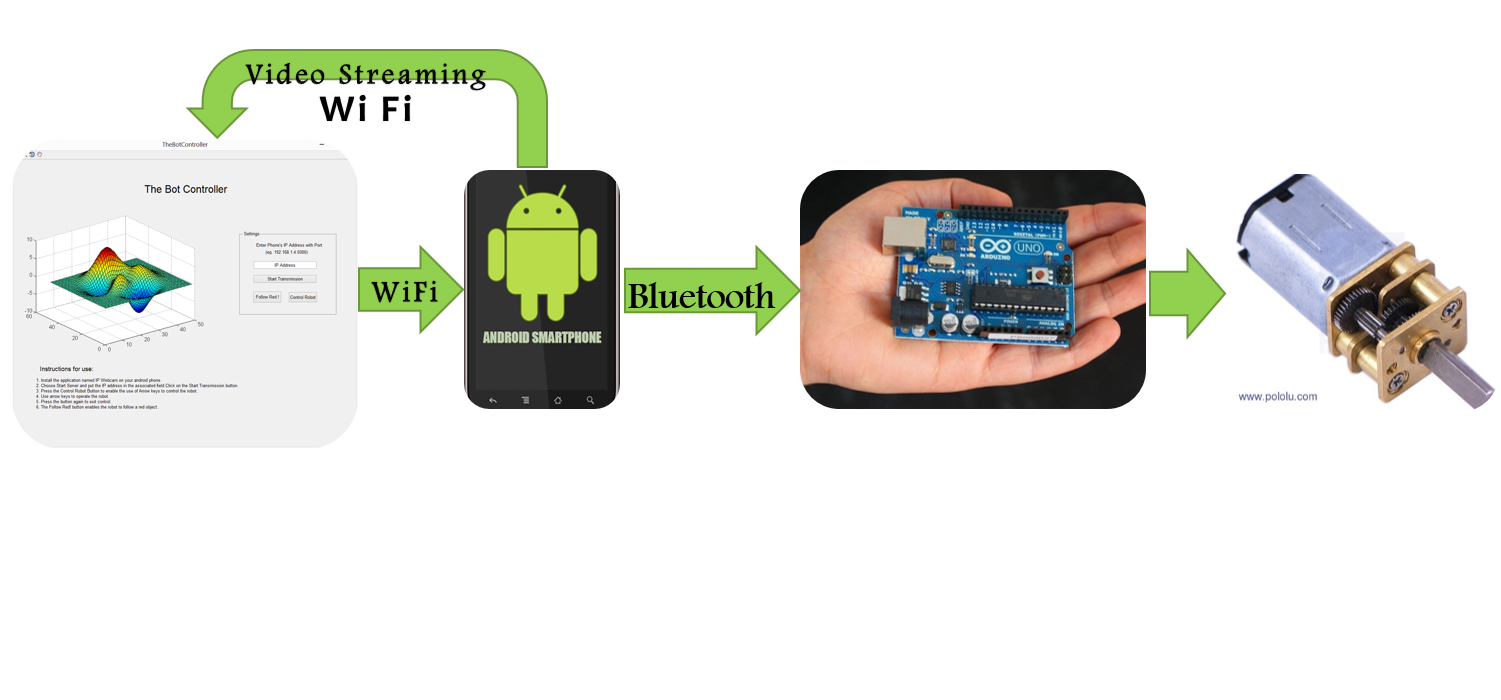 Video Streaming
Wi Fi
TheBotController
The Bot Controller
10
5
0
-5
-10
60
40
20
0
0
10
20
30
40
50
Settings
Enter Phone's IP Address with Port
(eg. 192.168.1.4:8080)
IP Address
Start Transmission
Follow Red !
Control Robot
Instructions for use:
1. Install the application named IP Webcam on your android phone.
2. Choose Start Server and put the IP address in the associated field.Click on the Start Transmission button.
3. Press the Control Robot Button to enable the use of Arrow keys to control the robot.
4. Use arrow keys to operate the robot.
5. Press the button again to exit control.
6. The Follow Red! button enables the robot to follow a red object.
WiFi
ANDROID SMARTPHONE
Bluetooth
MADE
UNO
ARDUINO
POWER
ANALOG IN
www.pololu.com